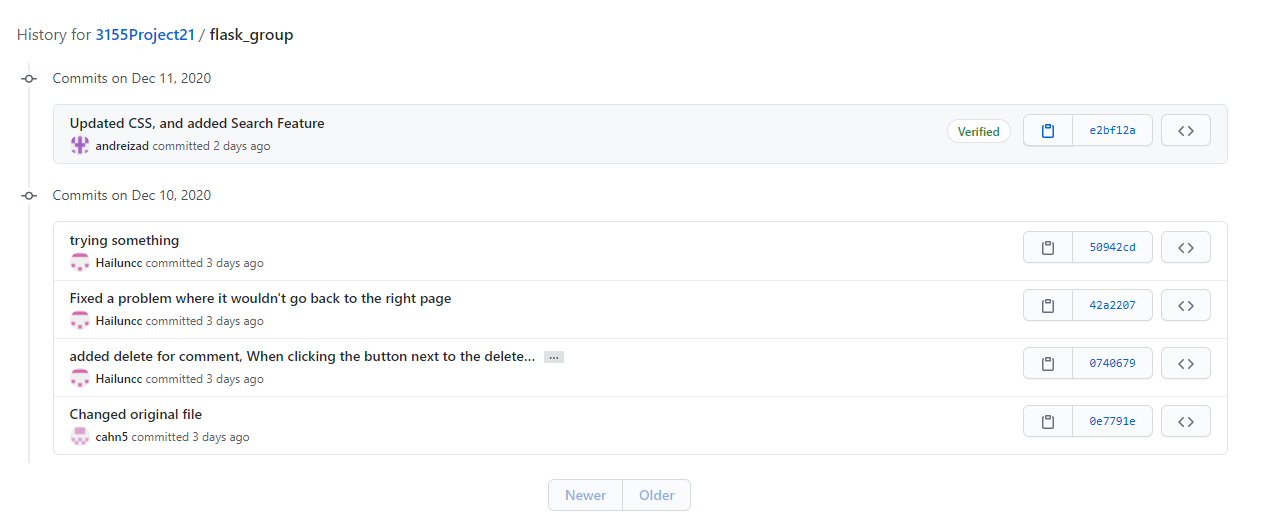 History for 3155Project21 / flask_group
Commits on Dec 11, 2020
Updated CSS, and added Search Feature
andreizad committed 2 days ago
Verified
e2bf12a
Commits on Dec 10, 2020
trying something
Hailuncc committed 3 days ago
50942cd
Fixed a problem where it wouldn't go back to the right page
Hailuncc committed 3 days ago
42a2207
added delete for comment, When clicking the button next to the delete... ...
Hailuncc committed 3 days ago
0740679
Changed original file
cahn5 committed 3 days ago
0e7791e
Newer Older